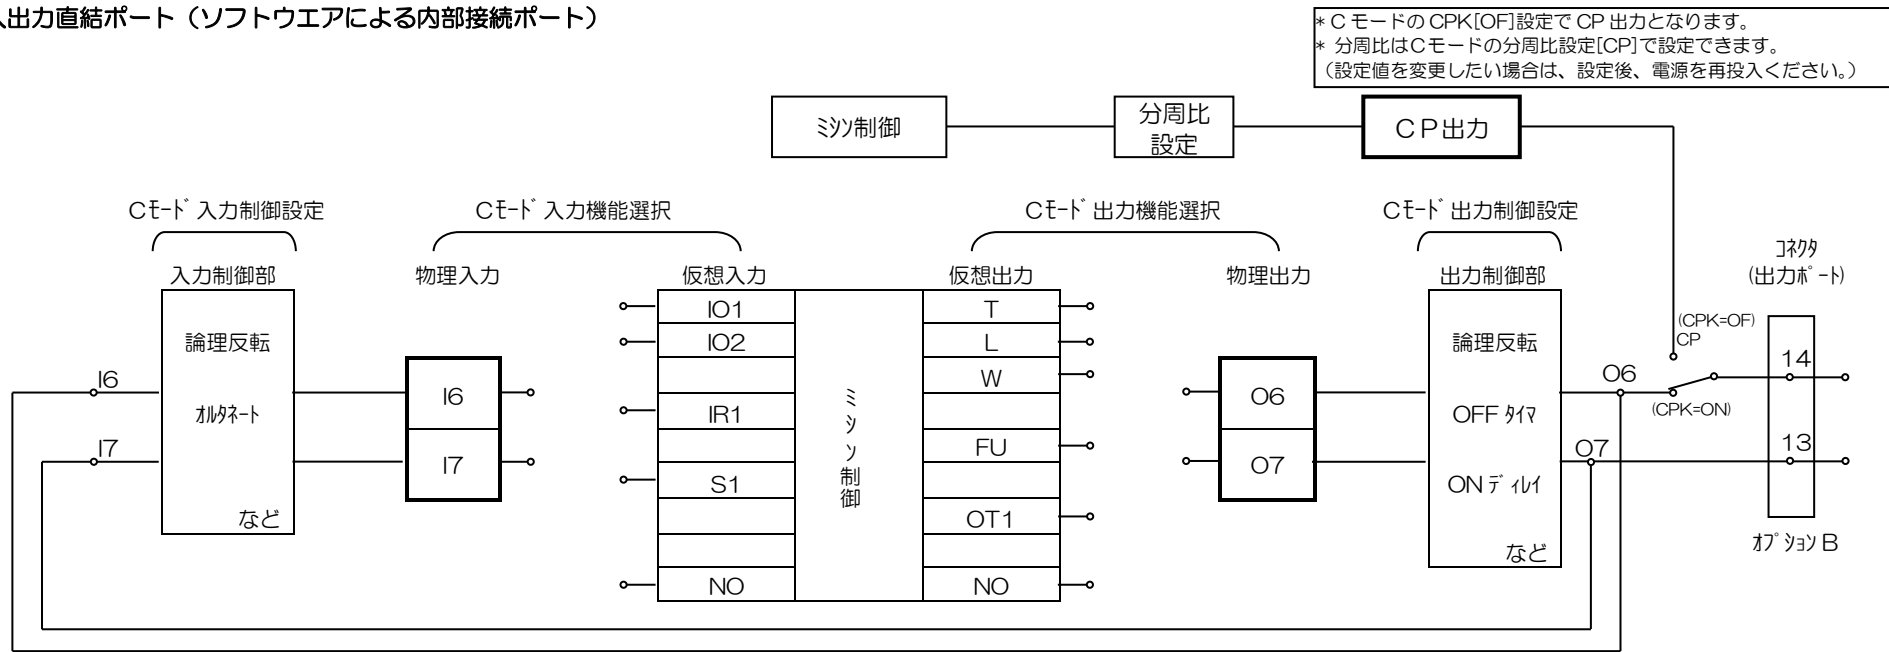 入出力直結ポート（ソフトウエアによる内部接続ポート）
* CモードのCPK[OF]設定でCP出力となります。
* 分周比はCモードの分周比設定[CP]で設定できます。
（設定値を変更したい場合は、設定後、電源を再投入ください。）
ﾐｼﾝ制御
分周比
設定
CP出力
Cﾓｰﾄﾞ入力制御設定
Cﾓｰﾄﾞ入力機能選択
Cﾓｰﾄﾞ出力機能選択
Cﾓｰﾄﾞ出力制御設定
ｺﾈｸﾀ
(出力ﾎﾟｰﾄ)
入力制御部
物理入力
仮想入力
仮想出力
物理出力
出力制御部
論理反転
ｵﾙﾀﾈｰﾄ
など
I6
I7
I6
I7
IO1
IO2
IR1
S1
NO
ミシン制御
T
L
W
FU
OT1
NO
O6
O7
論理反転
OFFﾀｲﾏ
ONﾃﾞｨﾚｲ
など
O6
O7
(CPK=OF)
CP
(CPK=ON)
14
13
ｵﾌﾟｼｮﾝB